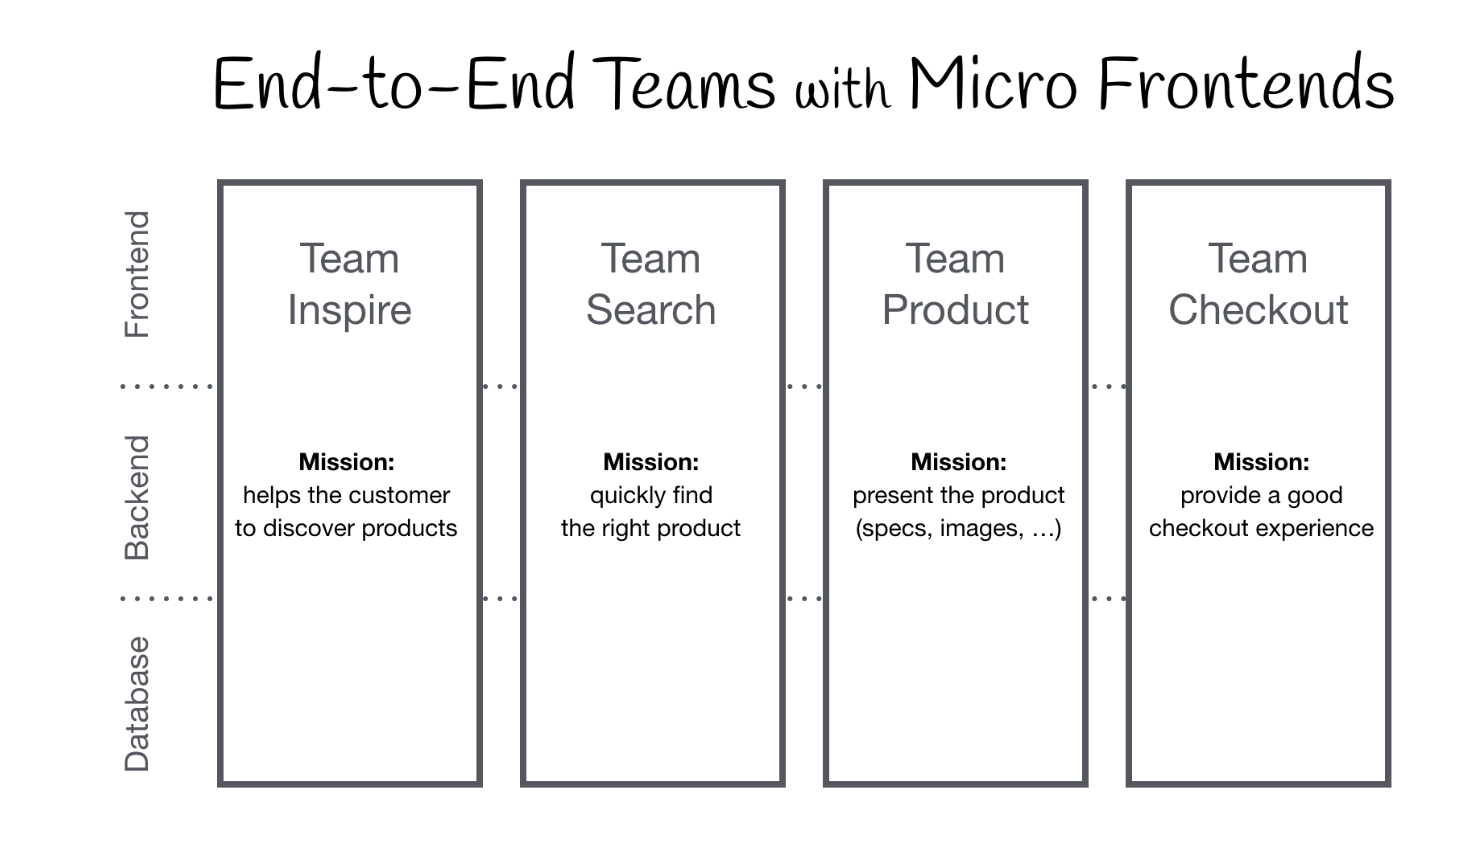 End-to-End Teams with Micro Frontends
Frontend
Team
Inspire
Team
Search
Team
Product
Team
Checkout
Backend
Mission:
helps the customer
to discover products
Mission:
quickly find
the right product
Mission:
present the product
(specs, images, …)
Mission:
provide a good
checkout experience
Database